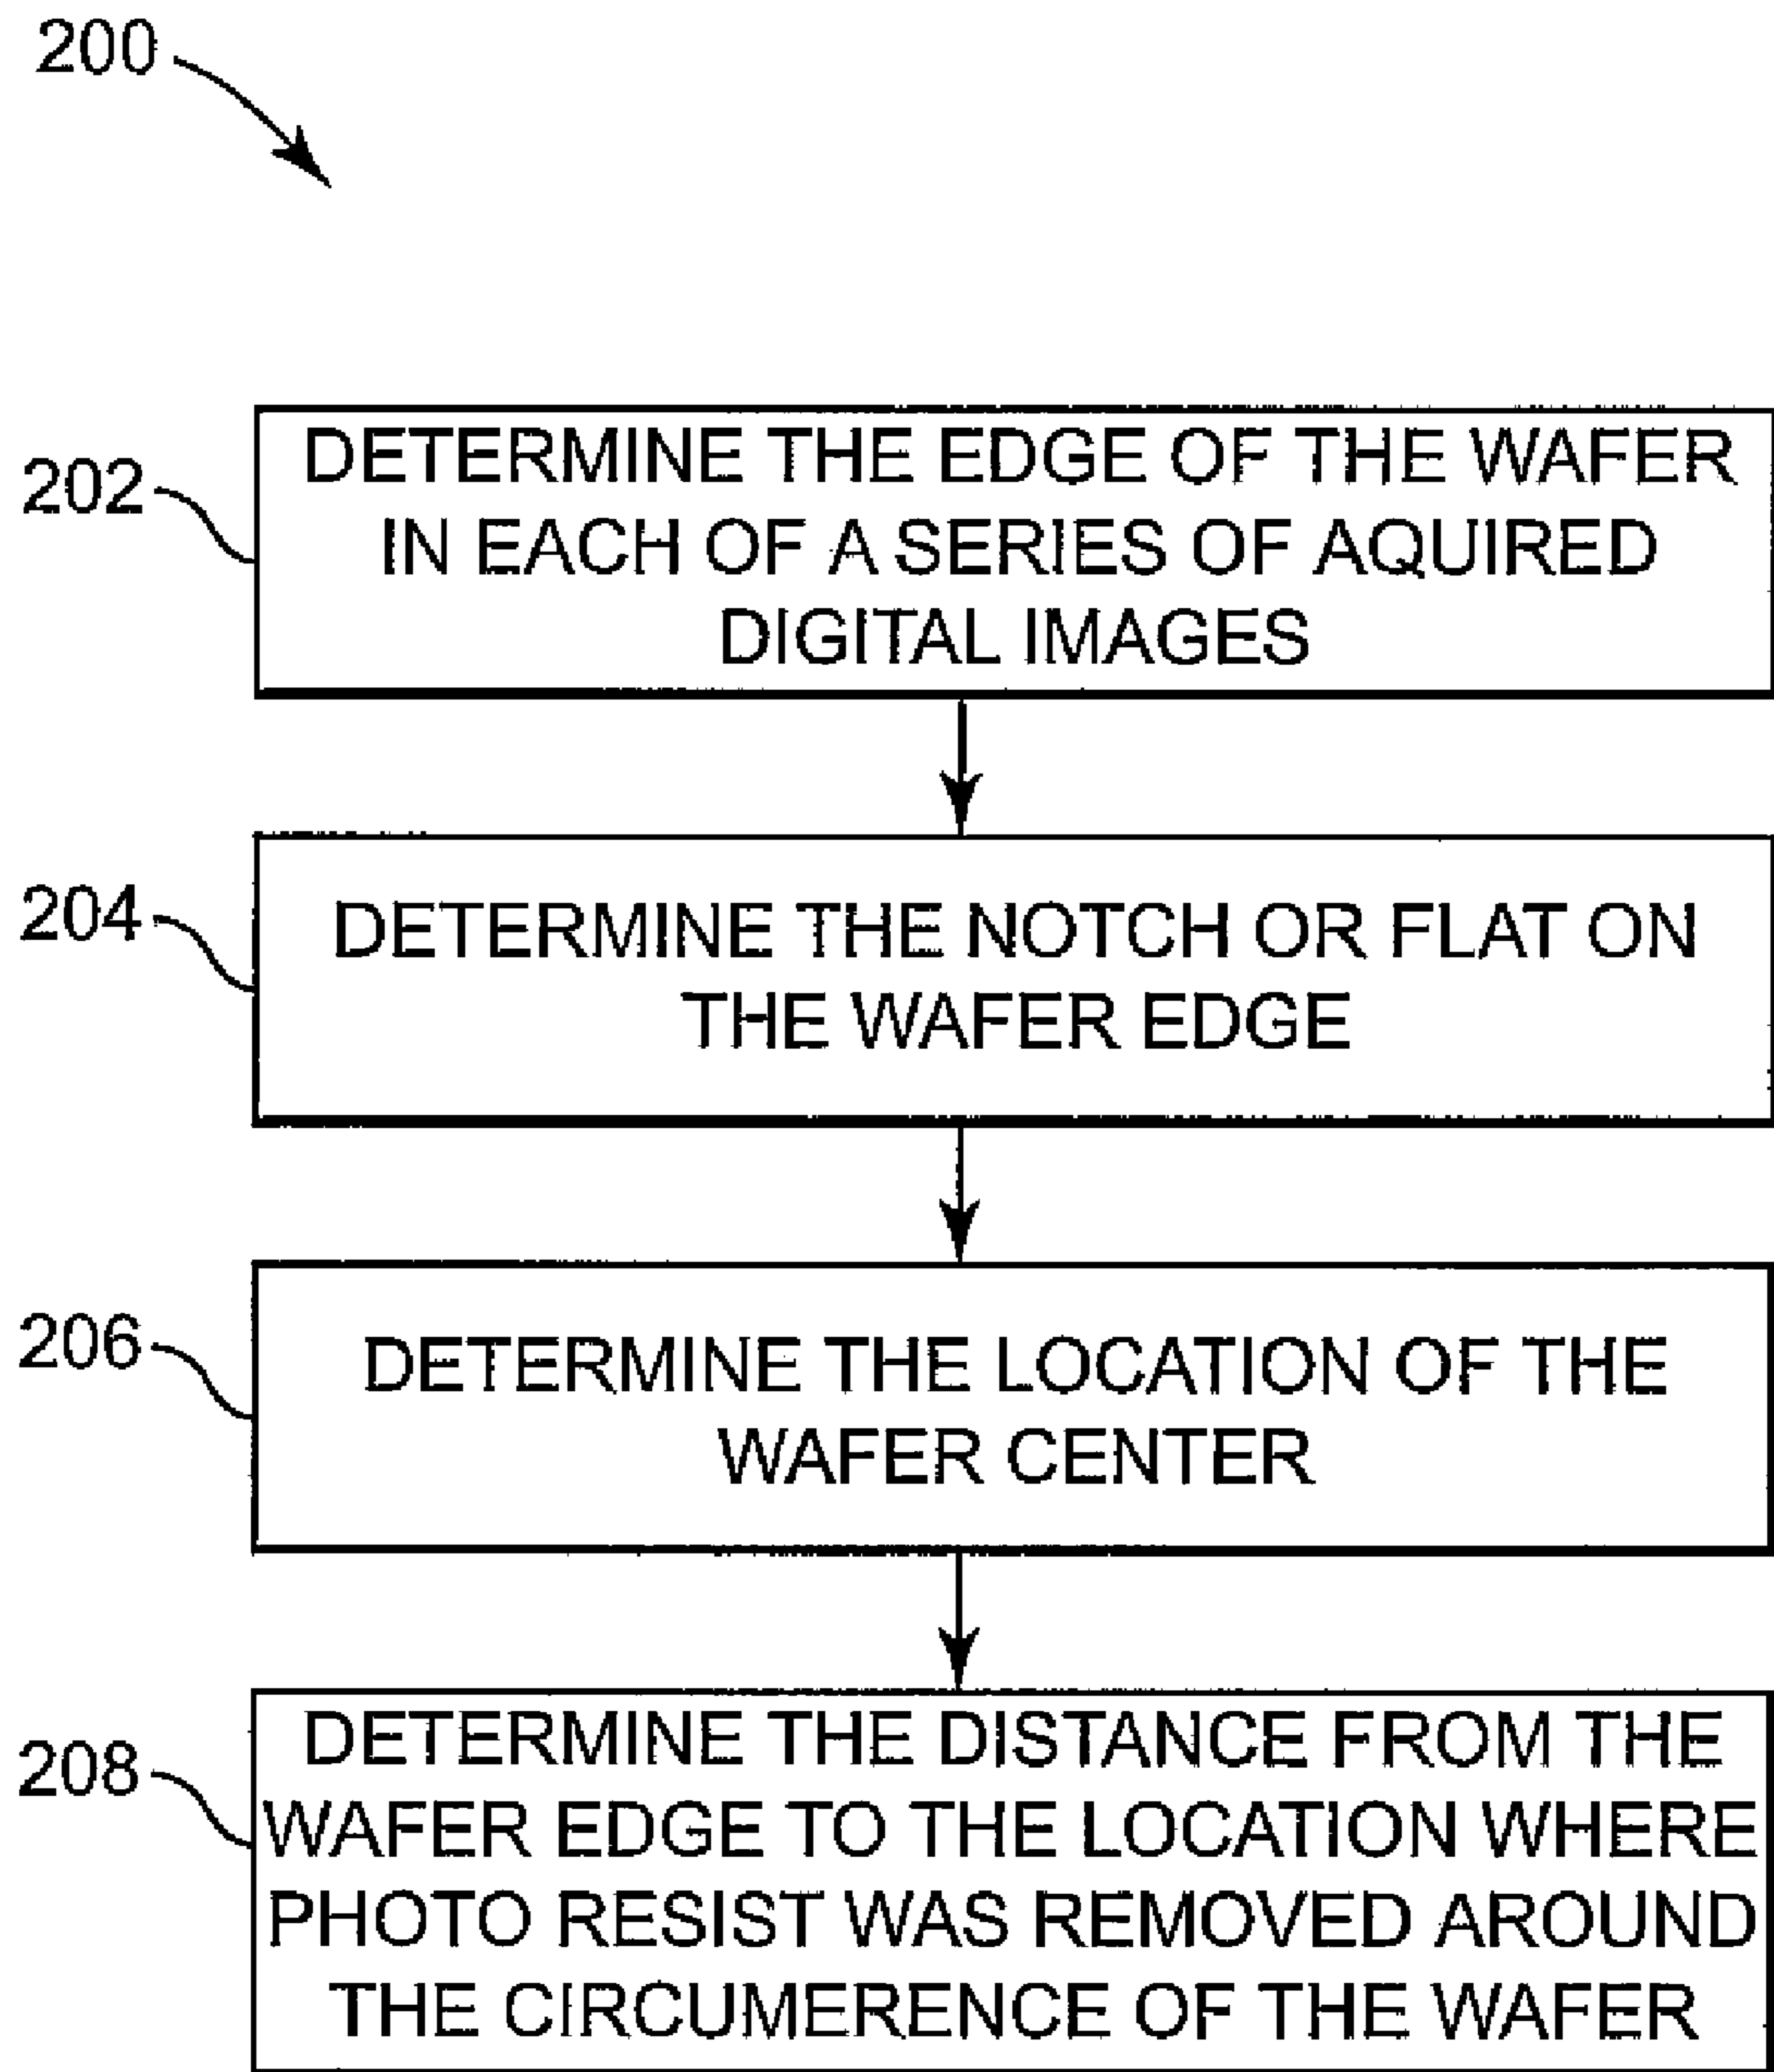 200
202
DETERMINE THE EDGE OF THE WAFER
IN EACH OF A SERIES OF AQUIRED
DIGITAL IMAGES
204
DETERMINE THE NOTCH OR FLAT ON
THE WAFER EDGE
206
DETERMINE THE LOCATION OF THE
WAFER CENTER
208
DETERMINE THE DISTANCE FROM THE
WAFER EDGE TO THE LOCATION WHERE
PHOTO RESIST WAS REMOVED AROUND
THE CIRCUMERENCE OF THE WAFER